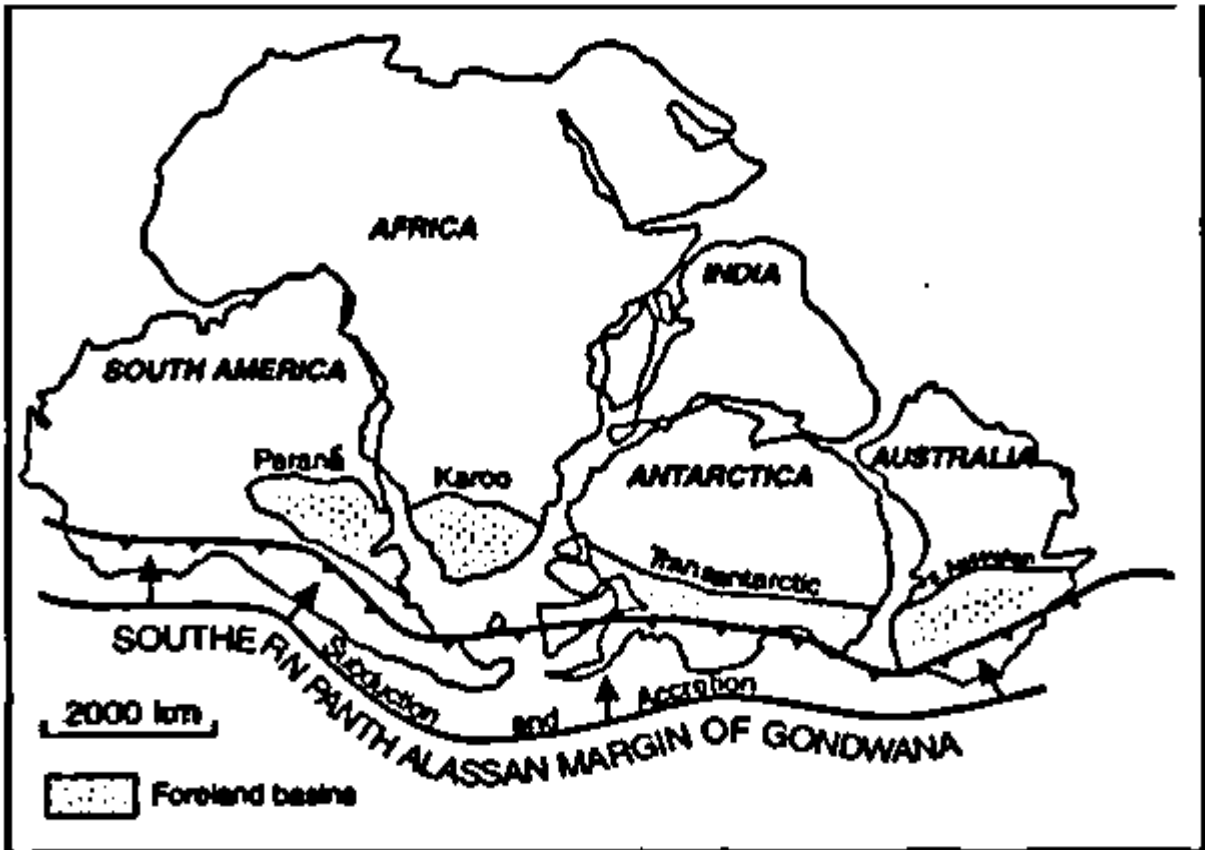 AFRICA
INDIA
SOUTH AMERICA
Paraná
Karoo
ANTARCTICA
AUSTRALIA
Transantarctic
Subduction and Accretion
SOUTHERN PANTHALASSAN MARGIN OF GONDWANA
2000 km
Foreland basins